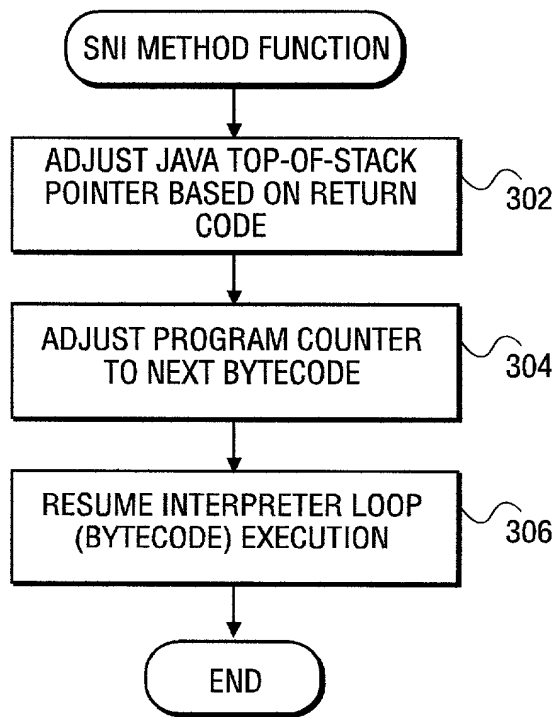 SNI METHOD FUNCTION
ADJUST JAVA TOP-OF-STACK
POINTER BASED ON RETURN
CODE
302
ADJUST PROGRAM COUNTER
TO NEXT BYTECODE
304
RESUME INTERPRETER LOOP
(BYTECODE) EXECUTION
306
END